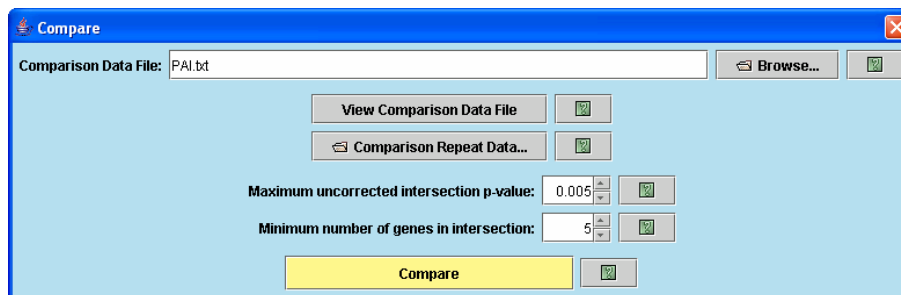 Compare
Comparison Data File: PAI.txt Browse...
View Comparison Data File
Comparison Repeat Data...
Maximum uncorrected intersection p-value: 0.005
Minimum number of genes in intersection: 5
Compare